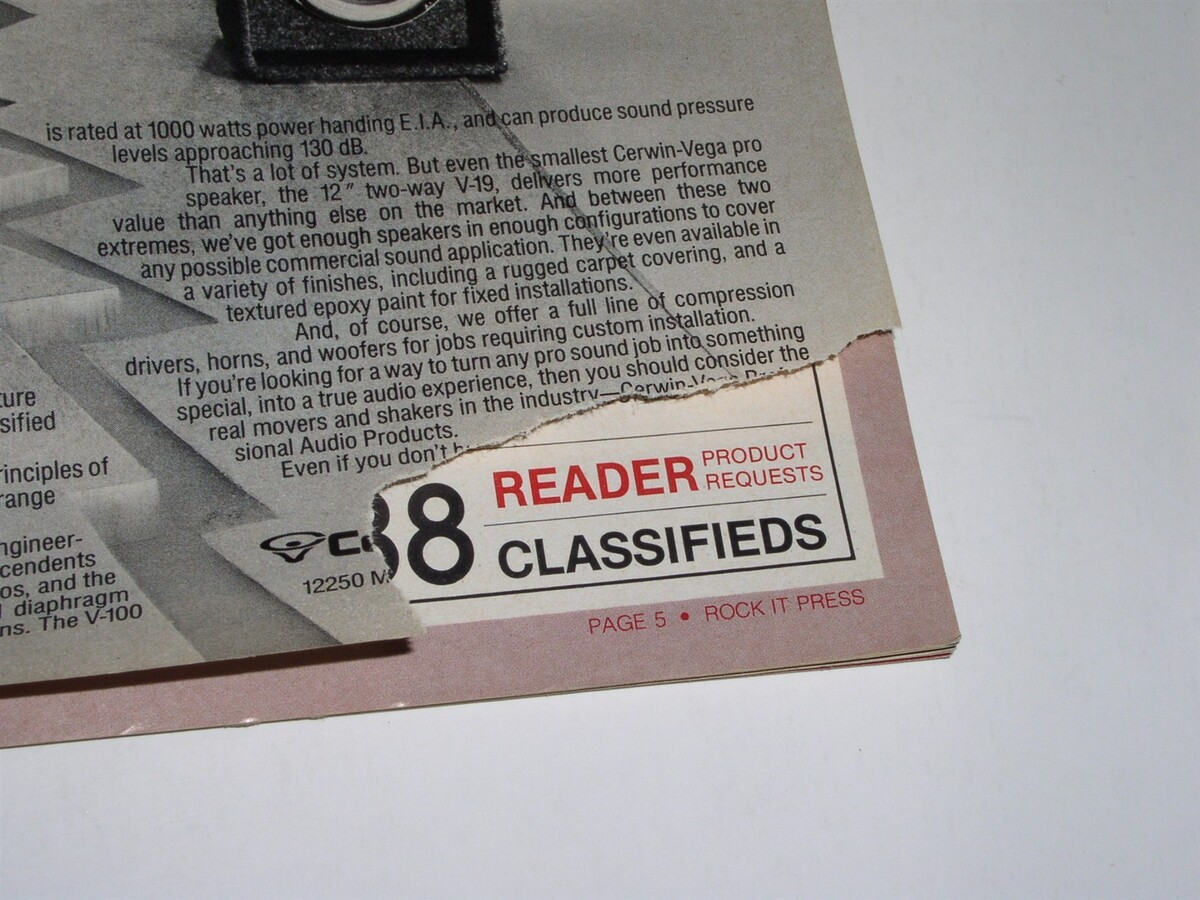 is rated at 1000 watts power handing E.I.A., and can produce sound pressure
levels approaching 130 dB.
That's a lot of system. But even the smallest Cerwin-Vega pro
speaker, the 12" two-way V-19, delivers more performance
value than anything else on the market. And between these two
extremes, we've got enough speakers in enough configurations to cover
any possible commercial sound application. They're even available in
a variety of finishes, including a rugged carpet covering, and a
textured epoxy paint for fixed installations.
And, of course, we offer a full line of compression
drivers, horns, and woofers for jobs requiring custom installation.
If you're looking for a way to turn any pro sound job into something
special, into a true audio experience, then you should consider the
real movers and shakers in the industry—Cerwin-Vega
sional Audio Products.
Even if you don't
12250
ture
sified
rinciples of
range
ngineer-
cendents
os, and the
diaphragm
ns. The V-100
38
READER PRODUCT
REQUESTS
CLASSIFIEDS
PAGE 5 • ROCK IT PRESS